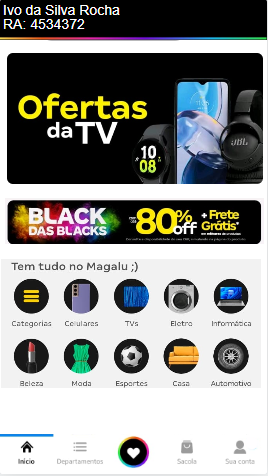 Ivo da Silva Rocha
RA: 4534372
Ofertas
da TV
10
08
JBL
BLACK
DAS BLACKS
80%
off
+ Frete
Grátis*
Tem tudo no Magalu ;)
Categorias
Celulares
TVs
Eletro
Informática
Beleza
Moda
Esportes
Casa
Automotivo
Início
Departamentos
Sacola
Sua conta